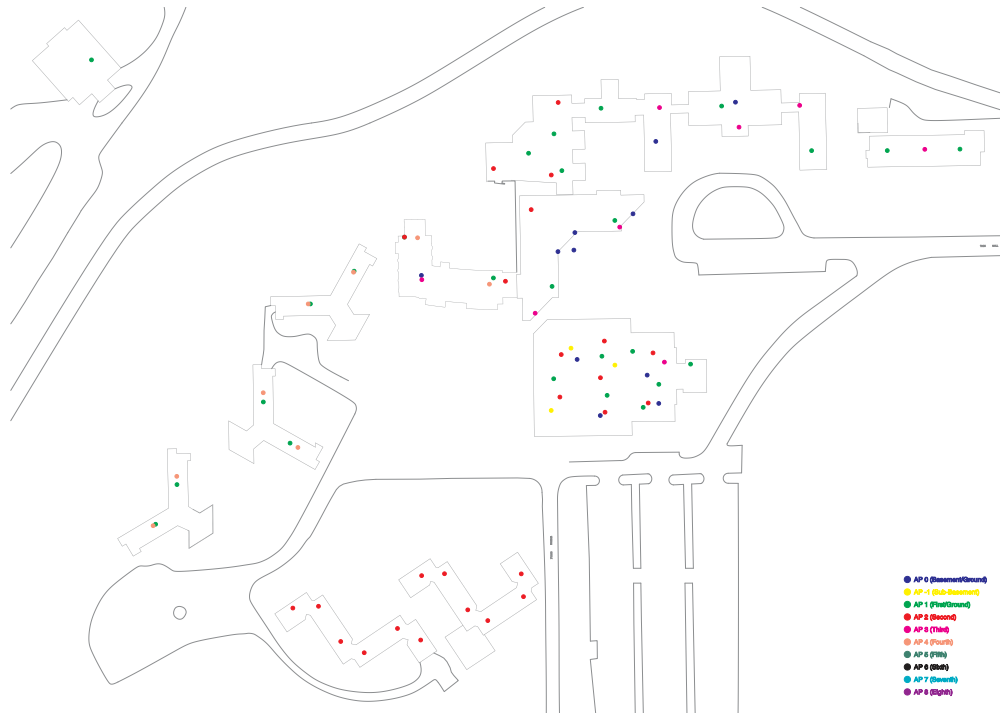 AP 0 (Basement/Ground)
AP -1 (Sub-Basement)
AP 1 (First/Ground)
AP 2 (Second)
AP 3 (Third)
AP 4 (Fourth)
AP 5 (Fifth)
AP 6 (Sixth)
AP 7 (Seventh)
AP 8 (Eighth)